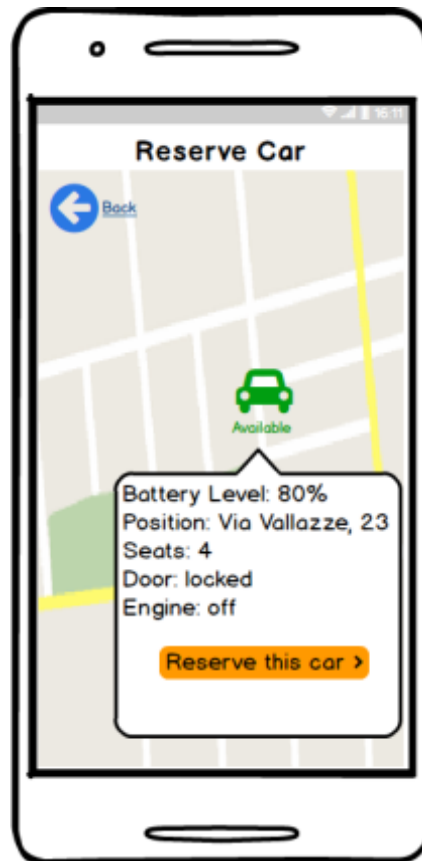 16:11
Reserve Car
Back
Available
Battery Level: 80%
Position: Via Vallazze, 23
Seats: 4
Door: locked
Engine: off
Reserve this car >